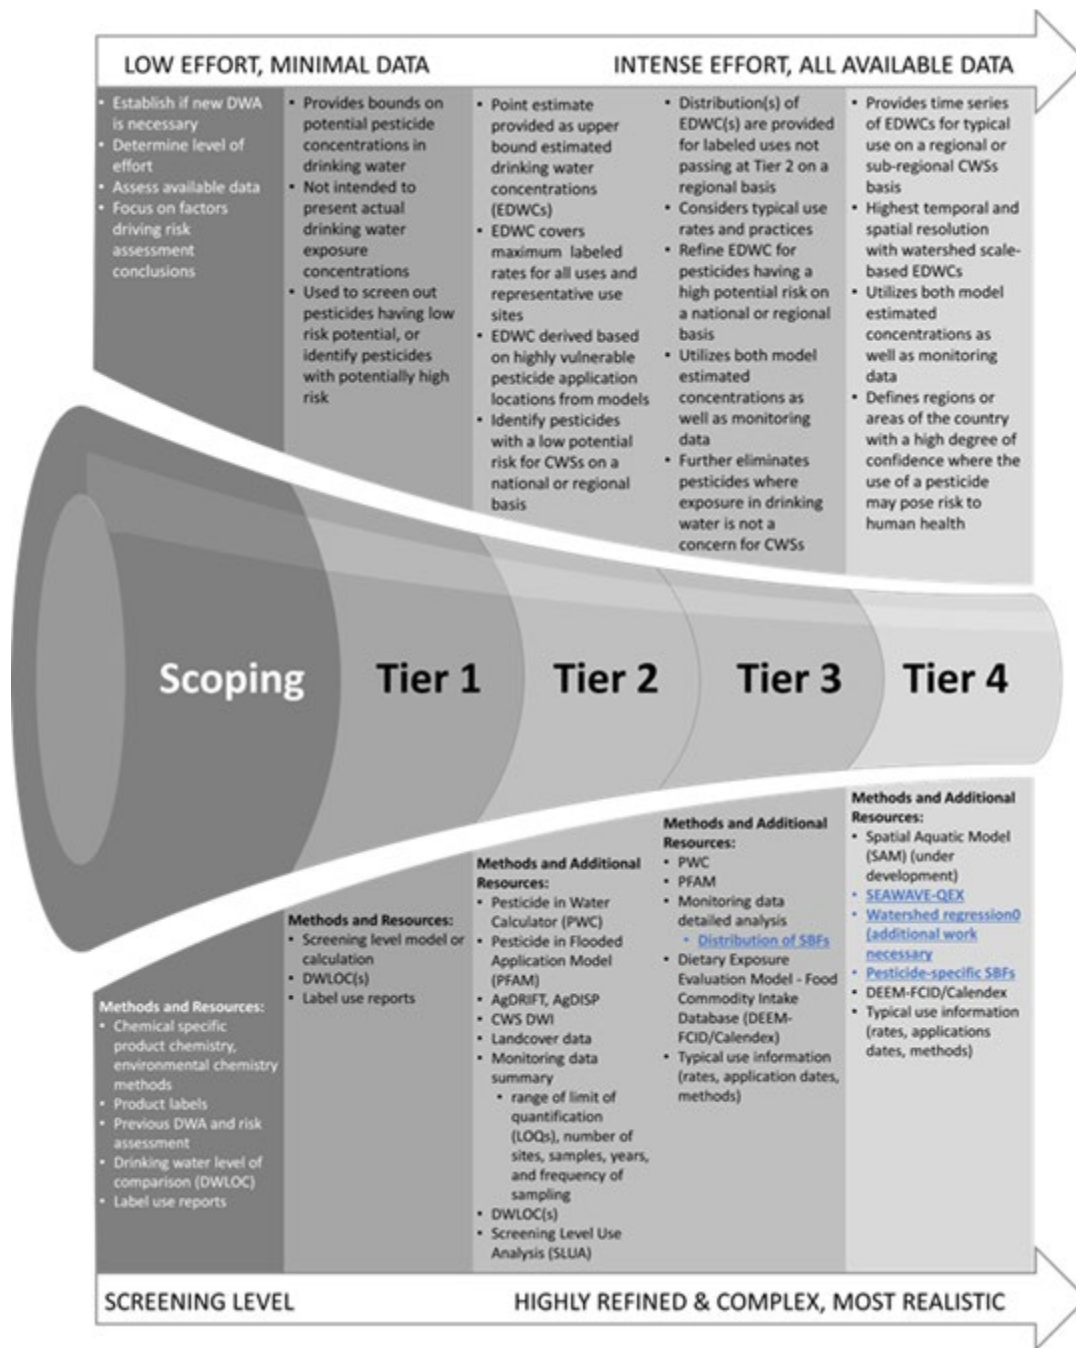 LOW EFFORT, MINIMAL DATA
INTENSE EFFORT, ALL AVAILABLE DATA
• Establish if new DWA
is necessary
• Determine level of
effort
• Assess available data
• Focus on factors
driving risk
assessment
conclusions
• Provides bounds on
potential pesticide
concentrations in
drinking water
• Not intended to
present actual
drinking water
exposure
concentrations
• Used to screen out
pesticides having low
risk potential, or
identify pesticides
with potentially high
risk
• Point estimate
provided as upper
bound estimated
drinking water
concentrations
(EDWCs)
• EDWC covers
maximum labeled
rates for all uses and
representative use
sites
• EDWC derived based
on highly vulnerable
pesticide application
locations from models
• Identify pesticides
with a low potential
risk for CWSs on a
national or regional
basis
• Distribution(s) of
EDWC(s) are provided
for labeled uses not
passing at Tier 2 on a
regional basis
• Considers typical use
rates and practices
• Refine EDWC for
pesticides having a
high potential risk on
a national or regional
basis
• Utilizes both model
estimated
concentrations as
well as monitoring
data
• Further eliminates
pesticides where
exposure in drinking
water is not a
concern for CWSs
• Provides time series
of EDWCs for typical
use on a regional or
sub-regional CWSs
basis
• Highest temporal and
spatial resolution
with watershed scale-
based EDWCs
• Utilizes both model
estimated
concentrations as
well as monitoring
data
• Defines regions or
areas of the country
with a high degree of
confidence where the
use of a pesticide
may pose risk to
human health
Scoping
Tier 1
Tier 2
Tier 3
Tier 4
Methods and Resources:
• Chemical specific
product chemistry,
environmental chemistry
methods
• Product labels
• Previous DWA and risk
assessment
• Drinking water level of
comparison (DWLOC)
• Label use reports
Methods and Resources:
• Screening level model or
calculation
• DWLOC(s)
• Label use reports
Methods and Additional
Resources:
• Pesticide in Water
Calculator (PWC)
• Pesticide in Flooded
Application Model
(PFAM)
• AgDRIFT, AgDISP
• CWS DWI
• Landcover data
• Monitoring data
summary
• range of limit of
quantification
(LOQs), number of
sites, samples, years,
and frequency of
sampling
• DWLOC(s)
• Screening Level Use
Analysis (SLUA)
Methods and Additional
Resources:
• PWC
• PFAM
• Monitoring data
detailed analysis
• Distribution of SBFs
• Dietary Exposure
Evaluation Model - Food
Commodity Intake
Database (DEEM-
FCID/Calendex)
• Typical use information
(rates, application dates,
methods)
Methods and Additional
Resources:
• Spatial Aquatic Model
(SAM) (under
development)
• SEAWAVE-QEX
• Watershed regression0
(additional work
necessary
• Pesticide-specific SBFs
• DEEM-FCID/Calendex
• Typical use information
(rates, applications
dates, methods)
SCREENING LEVEL
HIGHLY REFINED & COMPLEX, MOST REALISTIC